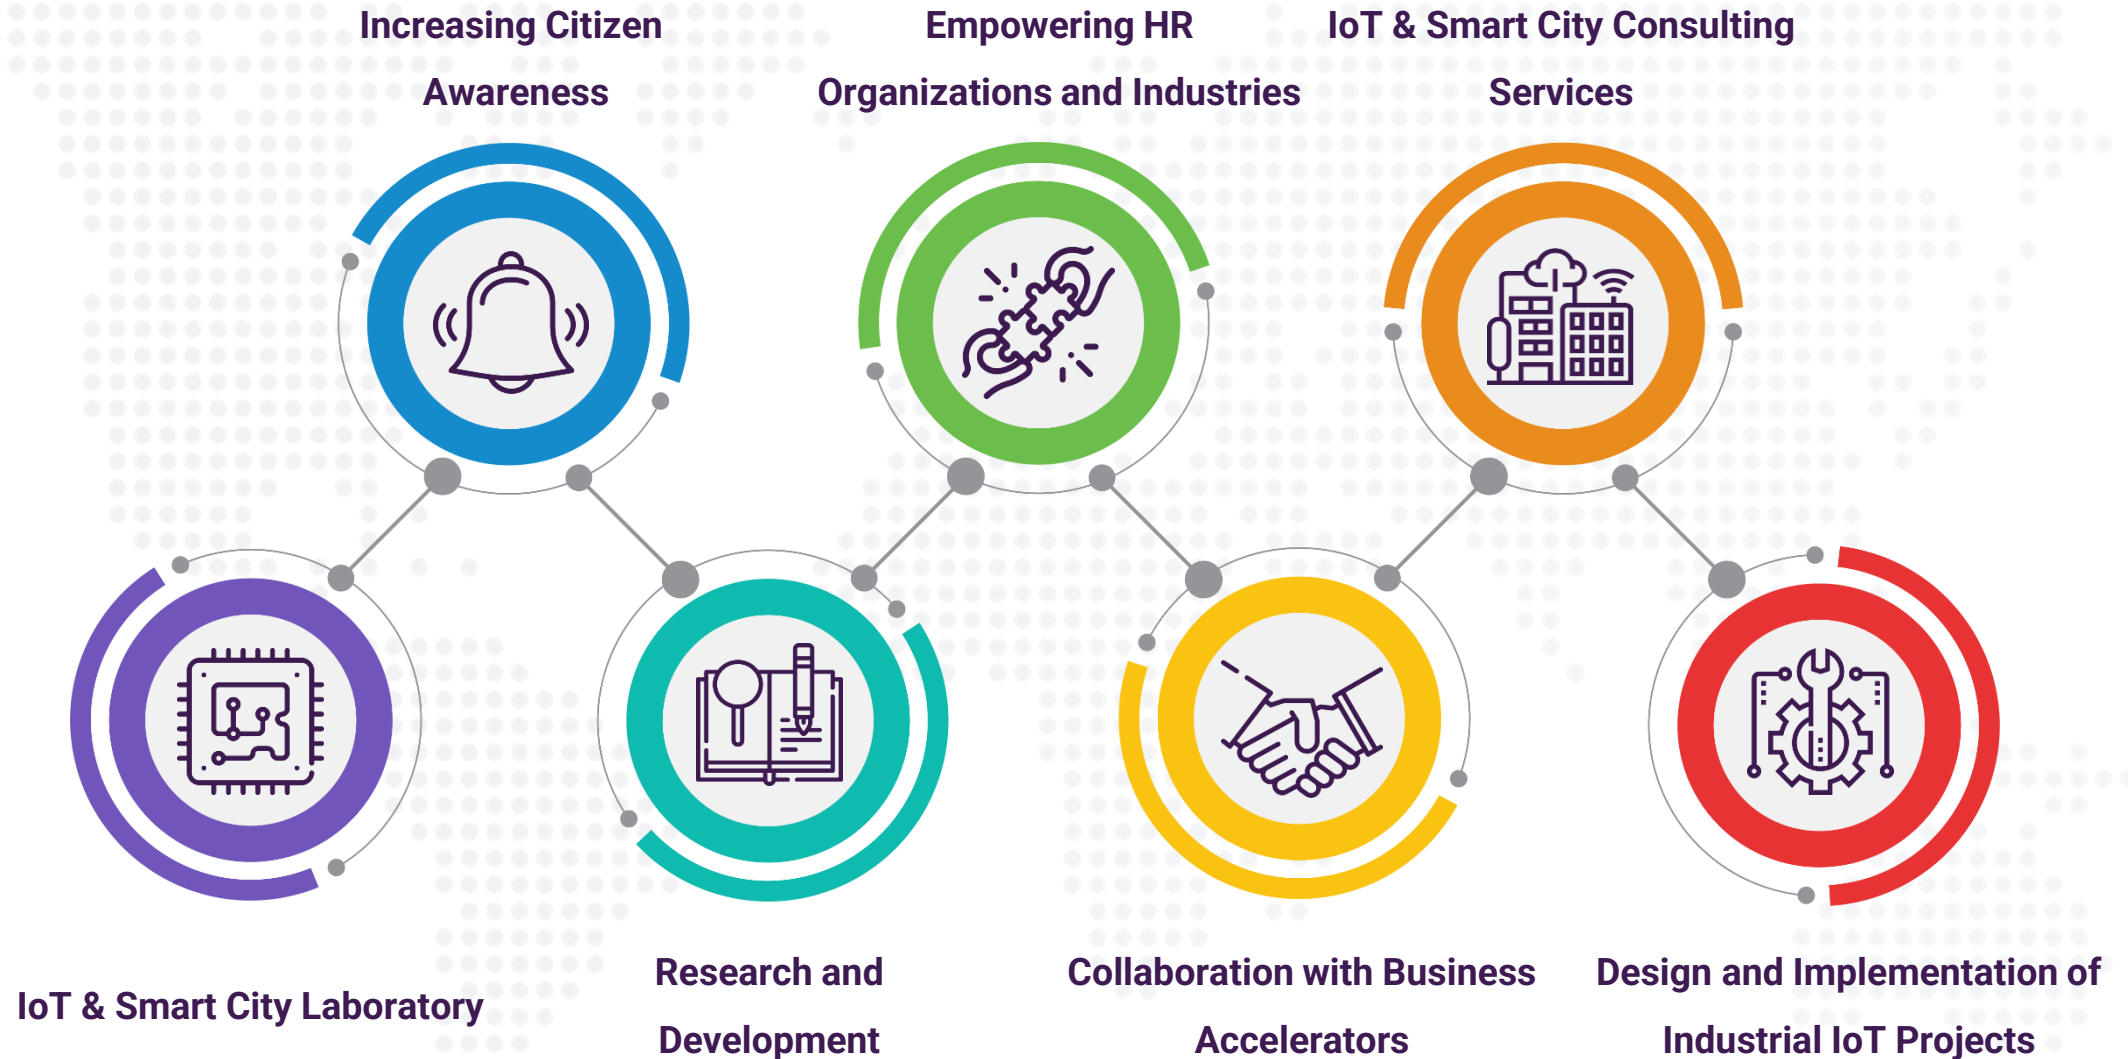 Increasing Citizen
Awareness
Empowering HR
Organizations and Industries
IoT & Smart City Consulting
Services
IoT & Smart City Laboratory
Research and
Development
Collaboration with Business
Accelerators
Design and Implementation of
Industrial IoT Projects